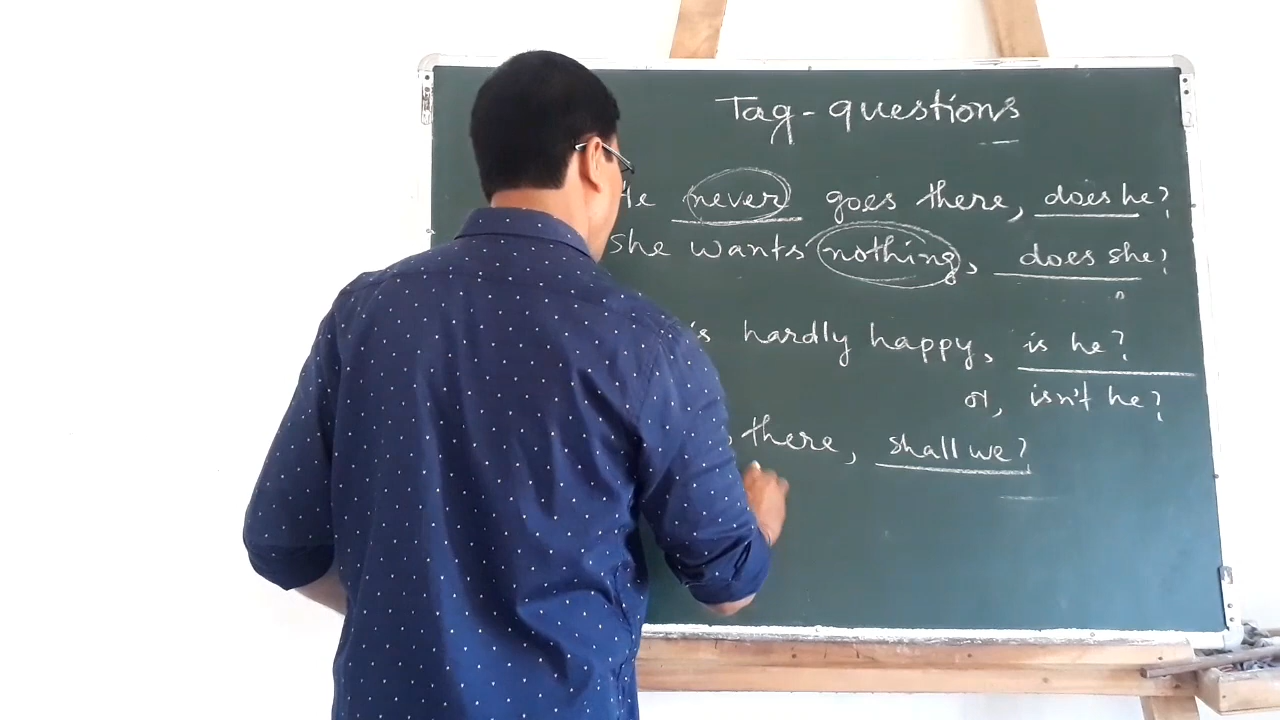 Tag-questions
He never goes there, does he?
She wants nothing, does she?
is hardly happy, is he?
or, isn't he?
there, shall we?